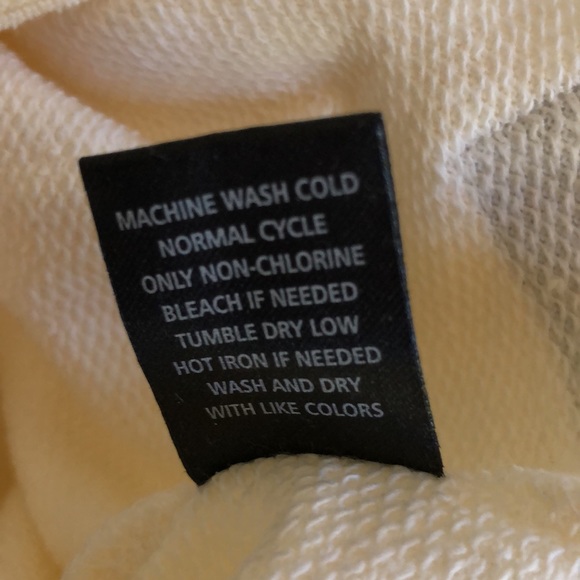 MACHINE WASH COLD
NORMAL CYCLE
ONLY NON-CHLORINE
BLEACH IF NEEDED
TUMBLE DRY LOW
HOT IRON IF NEEDED
WASH AND DRY
WITH LIKE COLORS